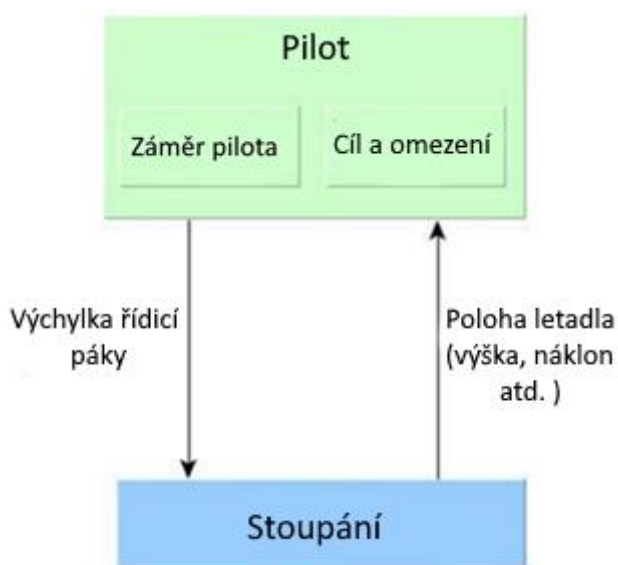 Pilot
Záměr pilota
Cíl a omezení
Výchylka řídicí
páky
Poloha letadla
(výška, náklon
atd. )
Stoupání